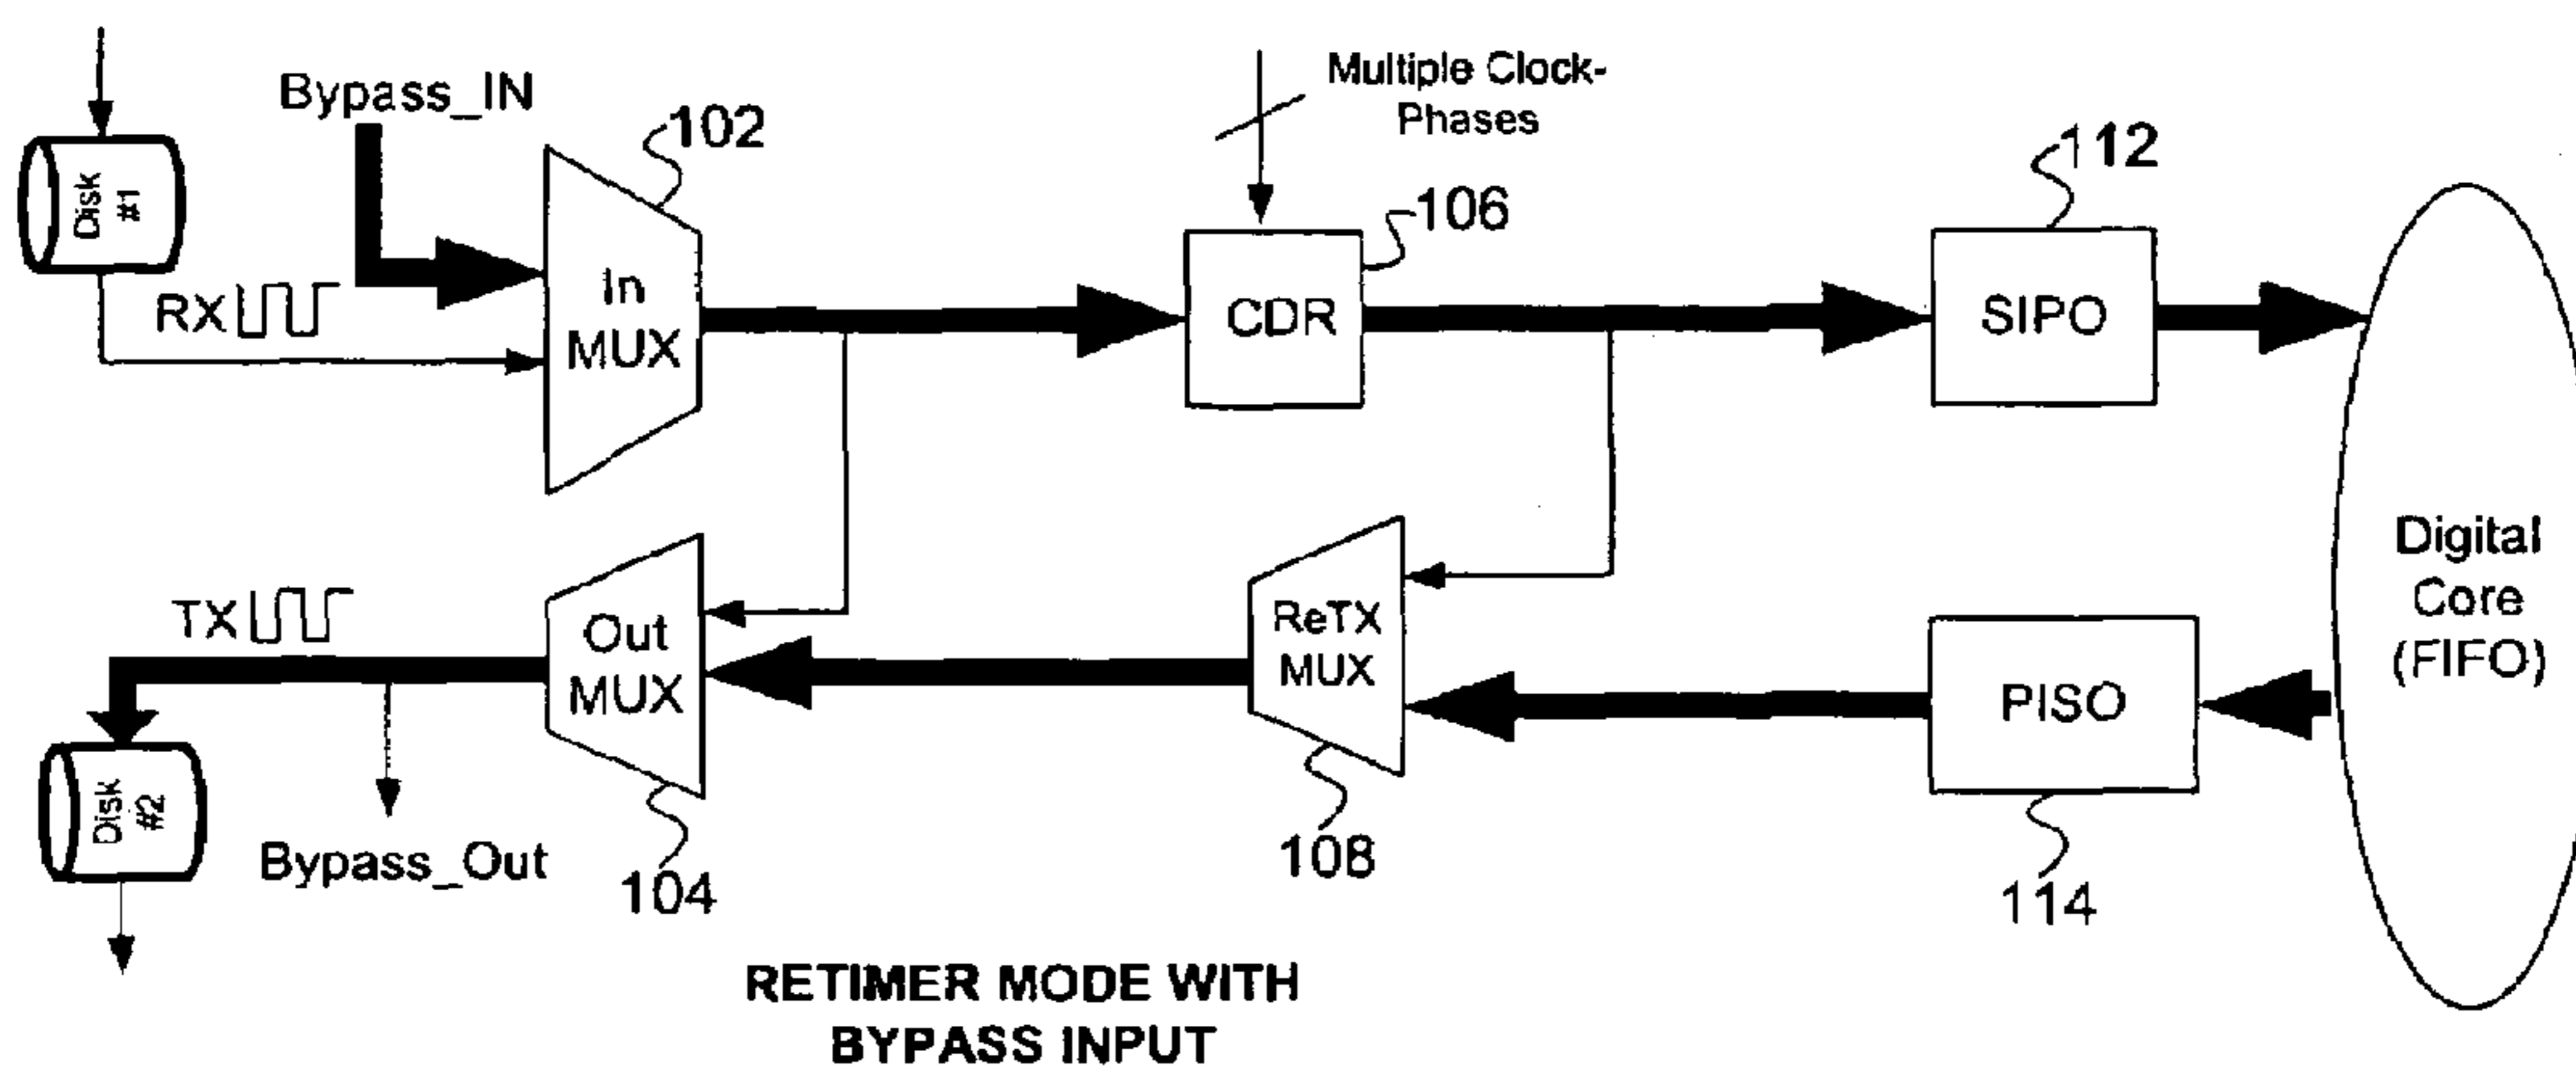 Bypass_IN
102
Multiple Clock-
Phases
112
Disk
#1
106
RX
In
MUX
CDR
SIPO
Digital
Core
(FIFO)
TX
Out
MUX
ReTX
MUX
PISO
Disk
#2
Bypass_Out
104
108
114
RETIMER MODE WITH
BYPASS INPUT